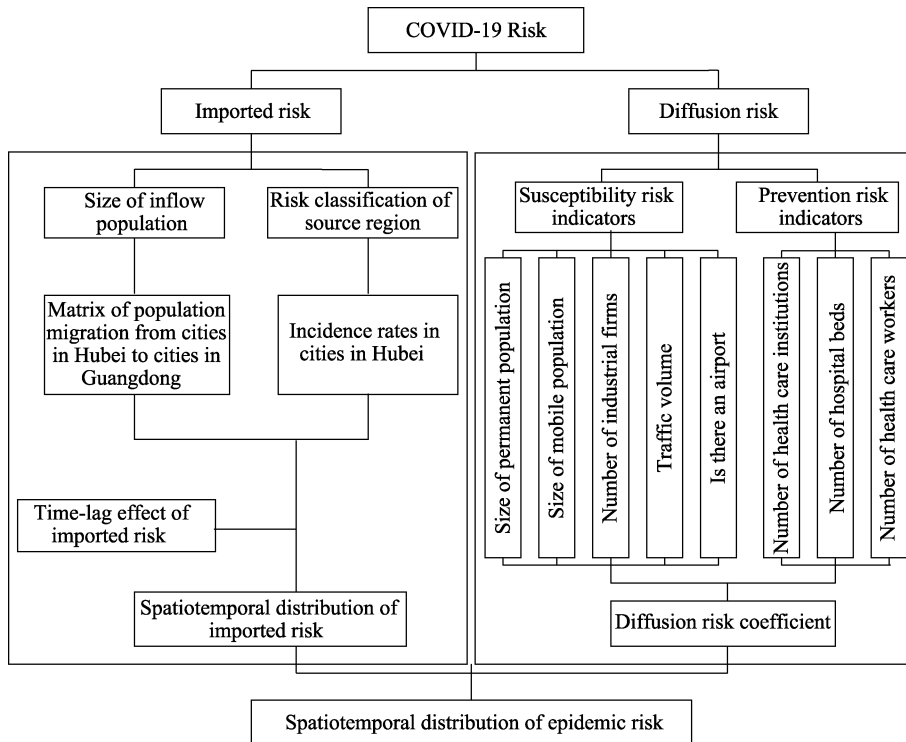 COVID-19 Risk
Imported risk
Diffusion risk
Size of inflow
population
Risk classification of
source region
Susceptibility risk
indicators
Prevention risk
indicators
Matrix of population
migration from cities
in Hubei to cities in
Guangdong
Incidence rates in
cities in Hubei
Size of permanent population
Size of mobile population
Number of industrial firms
Traffic volume
Is there an airport
Number of health care institutions
Number of hospital beds
Number of health care workers
Time-lag effect of
imported risk
Spatiotemporal distribution of
imported risk
Diffusion risk coefficient
Spatiotemporal distribution of epidemic risk